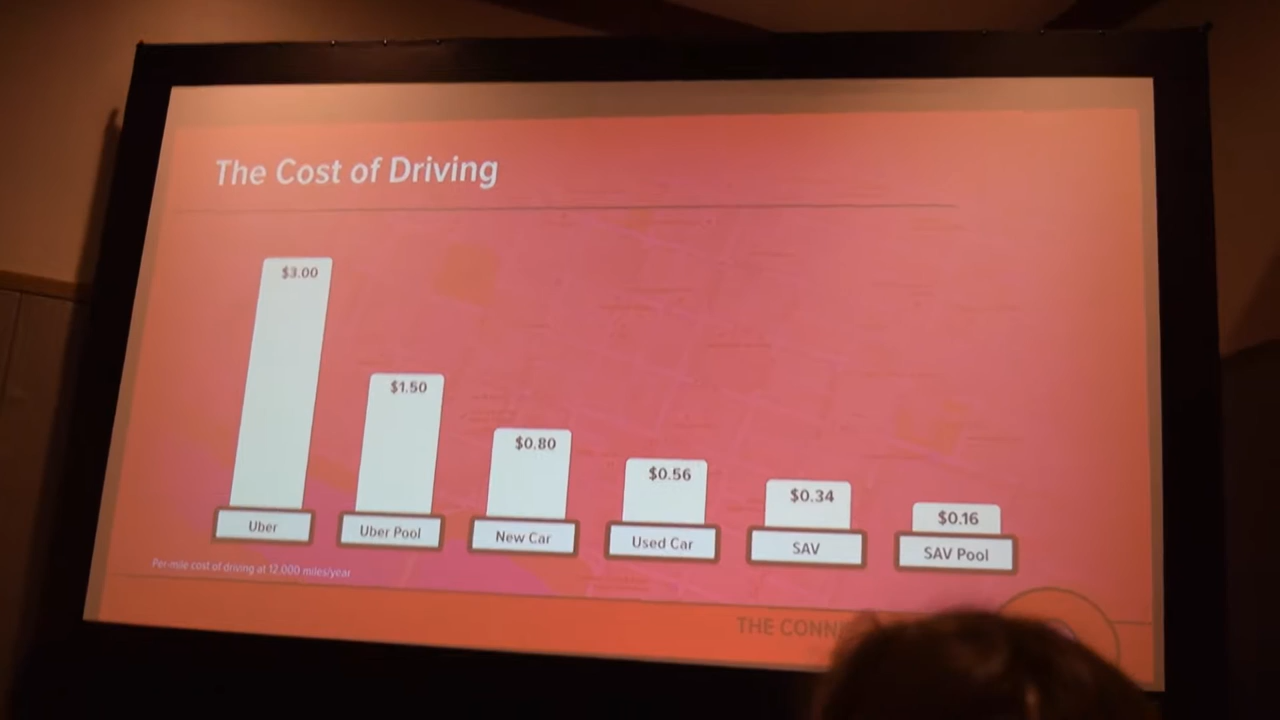 The Cost of Driving
$3.00
$1.50
$0.80
$0.56
$0.34
$0.16
Uber
Uber Pool
New Car
Used Car
SAV
SAV Pool
Per-mile cost of driving at 12,000 miles/year
THE CONN